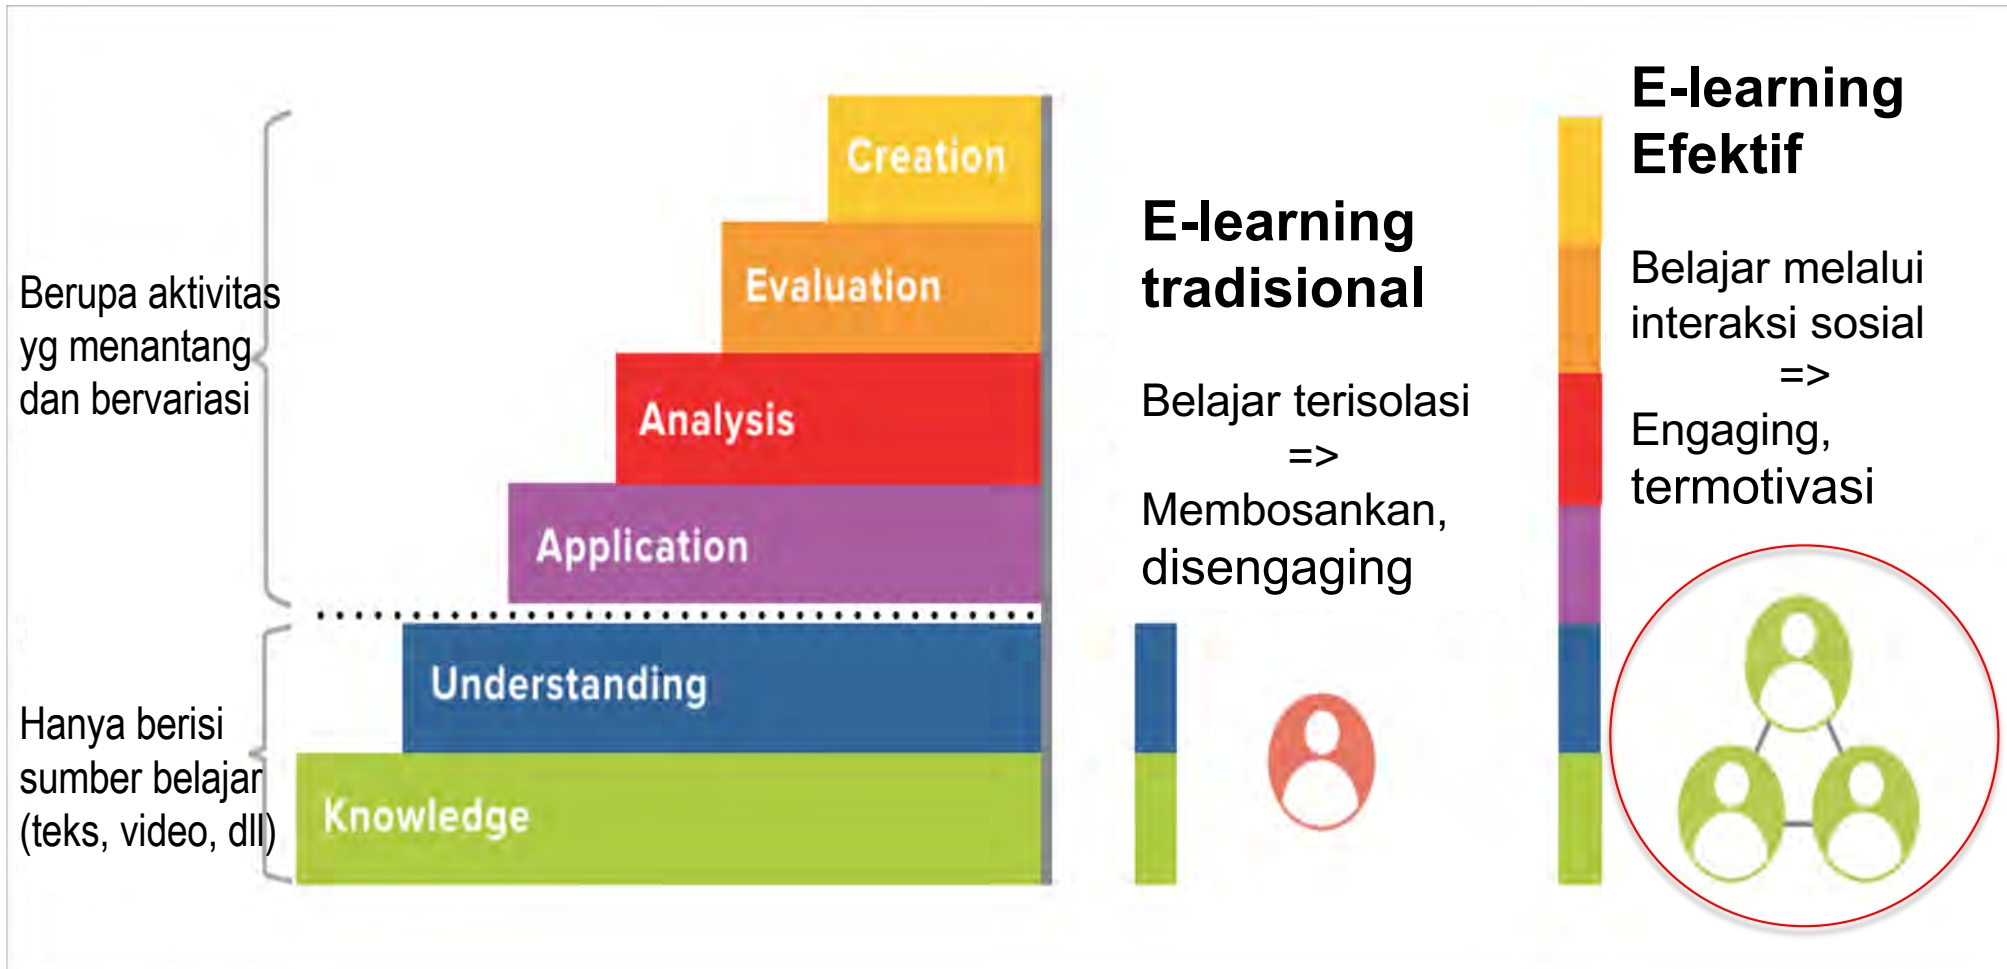 Berupa aktivitas
yg menantang
dan bervariasi
Hanya berisi
sumber belajar
(teks, video, dll)
Creation
Evaluation
Analysis
Application
Understanding
Knowledge
E-learning
tradisional
Belajar terisolasi
=>
Membosankan,
disengaging
E-learning
Efektif
Belajar melalui
interaksi sosial
=>
Engaging,
termotivasi